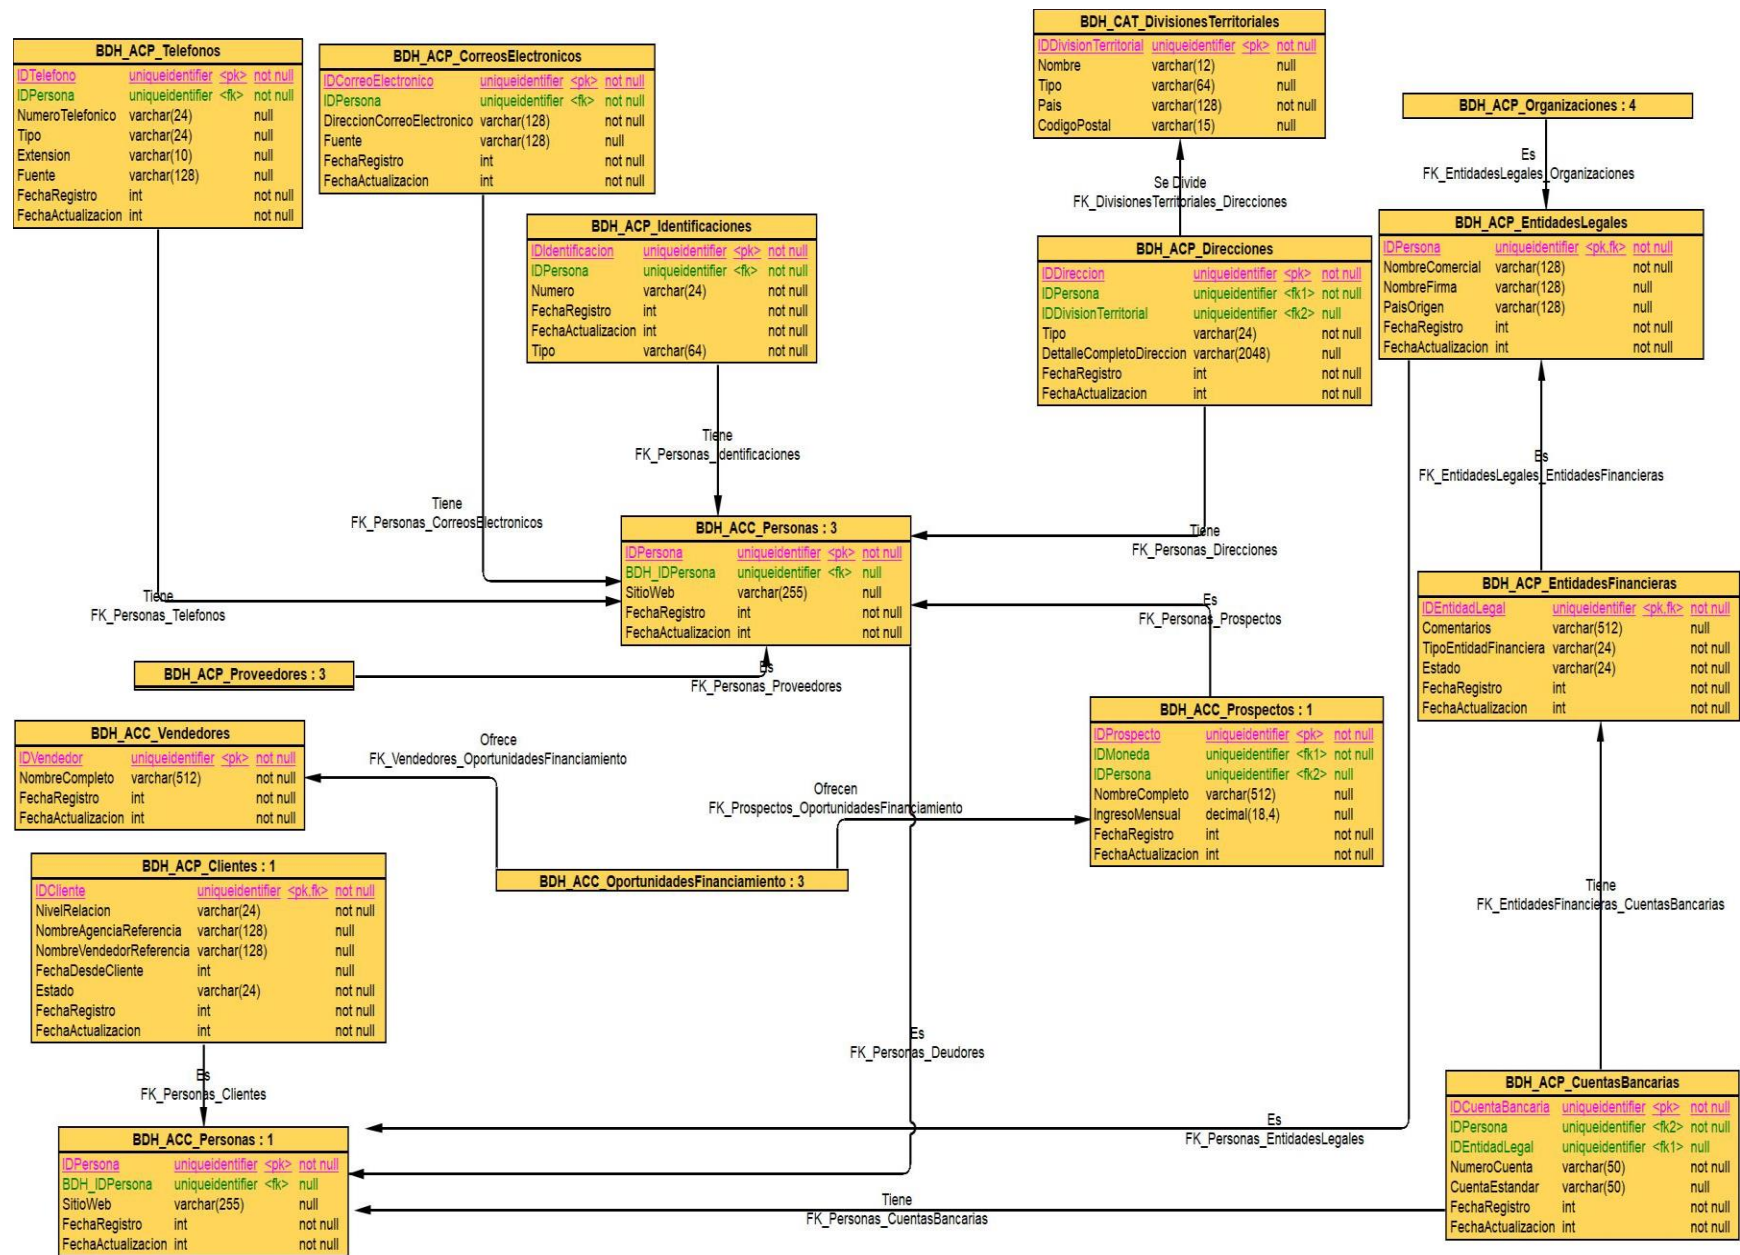 BDH_ACP_Telefonos
IDTelefono uniqueidentifier <pk> not null
IDPersona uniqueidentifier <fk> not null
NumeroTelefonico varchar(24) null
Tipo varchar(24) null
Extension varchar(10) null
Fuente varchar(128) null
FechaRegistro int not null
FechaActualizacion int not null
BDH_ACP_CorreosElectronicos
IDCorreoElectronico uniqueidentifier <pk> not null
IDPersona uniqueidentifier <fk> not null
DireccionCorreoElectronico varchar(128) not null
Fuente varchar(128) null
FechaRegistro int not null
FechaActualizacion int not null
BDH_CAT_DivisionesTerritoriales
IDDivisionTerritorial uniqueidentifier <pk> not null
Nombre varchar(12) null
Tipo varchar(64) null
Pais varchar(128) not null
CodigoPostal varchar(15) null
BDH_ACP_Organizaciones : 4
Es
FK_EntidadesLegales_Organizaciones
Se Divide
FK_DivisionesTerritoriales_Direcciones
BDH_ACP_Identificaciones
IDIdentificacion uniqueidentifier <pk> not null
IDPersona uniqueidentifier <fk> not null
Numero varchar(24) not null
FechaRegistro int not null
FechaActualizacion int not null
Tipo varchar(64) not null
BDH_ACP_Direcciones
IDDireccion uniqueidentifier <pk> not null
IDPersona uniqueidentifier <fk1> not null
IDDivisionTerritorial uniqueidentifier <fk2> null
Tipo varchar(24) not null
DettalleCompletoDireccion varchar(2048) null
FechaRegistro int not null
FechaActualizacion int not null
BDH_ACP_EntidadesLegales
IDPersona uniqueidentifier <pk,fk> not null
NombreComercial varchar(128) not null
NombreFirma varchar(128) null
PaisOrigen varchar(128) null
FechaRegistro int not null
FechaActualizacion int not null
Tiene
FK_Personas_Identificaciones
Es
FK_EntidadesLegales_EntidadesFinancieras
Tiene
FK_Personas_CorreosElectronicos
BDH_ACC_Personas : 3
IDPersona uniqueidentifier <pk> not null
BDH_IDPersona uniqueidentifier <fk> null
SitioWeb varchar(255) null
FechaRegistro int not null
FechaActualizacion int not null
Tiene
FK_Personas_Direcciones
Tiene
FK_Personas_Telefonos
Es
FK_Personas_Prospectos
BDH_ACP_EntidadesFinancieras
IDEntidadLegal uniqueidentifier <pk,fk> not null
Comentarios varchar(512) null
TipoEntidadFinanciera varchar(24) not null
Estado varchar(24) not null
FechaRegistro int not null
FechaActualizacion int not null
BDH_ACP_Proveedores : 3
Es
FK_Personas_Proveedores
BDH_ACC_Vendedores
IDVendedor uniqueidentifier <pk> not null
NombreCompleto varchar(512) not null
FechaRegistro int not null
FechaActualizacion int not null
Ofrece
FK_Vendedores_OportunidadesFinanciamiento
BDH_ACC_Prospectos : 1
IDProspecto uniqueidentifier <pk> not null
IDMoneda uniqueidentifier <fk1> not null
IDPersona uniqueidentifier <fk2> null
NombreCompleto varchar(512) null
IngresoMensual decimal(18,4) null
FechaRegistro int not null
FechaActualizacion int not null
Ofrecen
FK_Prospectos_OportunidadesFinanciamiento
BDH_ACC_OportunidadesFinanciamiento : 3
BDH_ACP_Clientes : 1
IDCliente uniqueidentifier <pk,fk> not null
NivelRelacion varchar(24) not null
NombreAgenciaReferencia varchar(128) null
NombreVendedorReferencia varchar(128) null
FechaDesdeCliente int null
Estado varchar(24) not null
FechaRegistro int not null
FechaActualizacion int not null
Tiene
FK_EntidadesFinancieras_CuentasBancarias
Es
FK_Personas_Deudores
Es
FK_Personas_Clientes
BDH_ACC_Personas : 1
IDPersona uniqueidentifier <pk> not null
BDH_IDPersona uniqueidentifier <fk> null
SitioWeb varchar(255) null
FechaRegistro int not null
FechaActualizacion int not null
Es
FK_Personas_EntidadesLegales
BDH_ACP_CuentasBancarias
IDCuentaBancaria uniqueidentifier <pk> not null
IDPersona uniqueidentifier <fk2> not null
IDEntidadLegal uniqueidentifier <fk1> null
NumeroCuenta varchar(50) not null
CuentaEstandar varchar(50) null
FechaRegistro int not null
FechaActualizacion int not null
Tiene
FK_Personas_CuentasBancarias